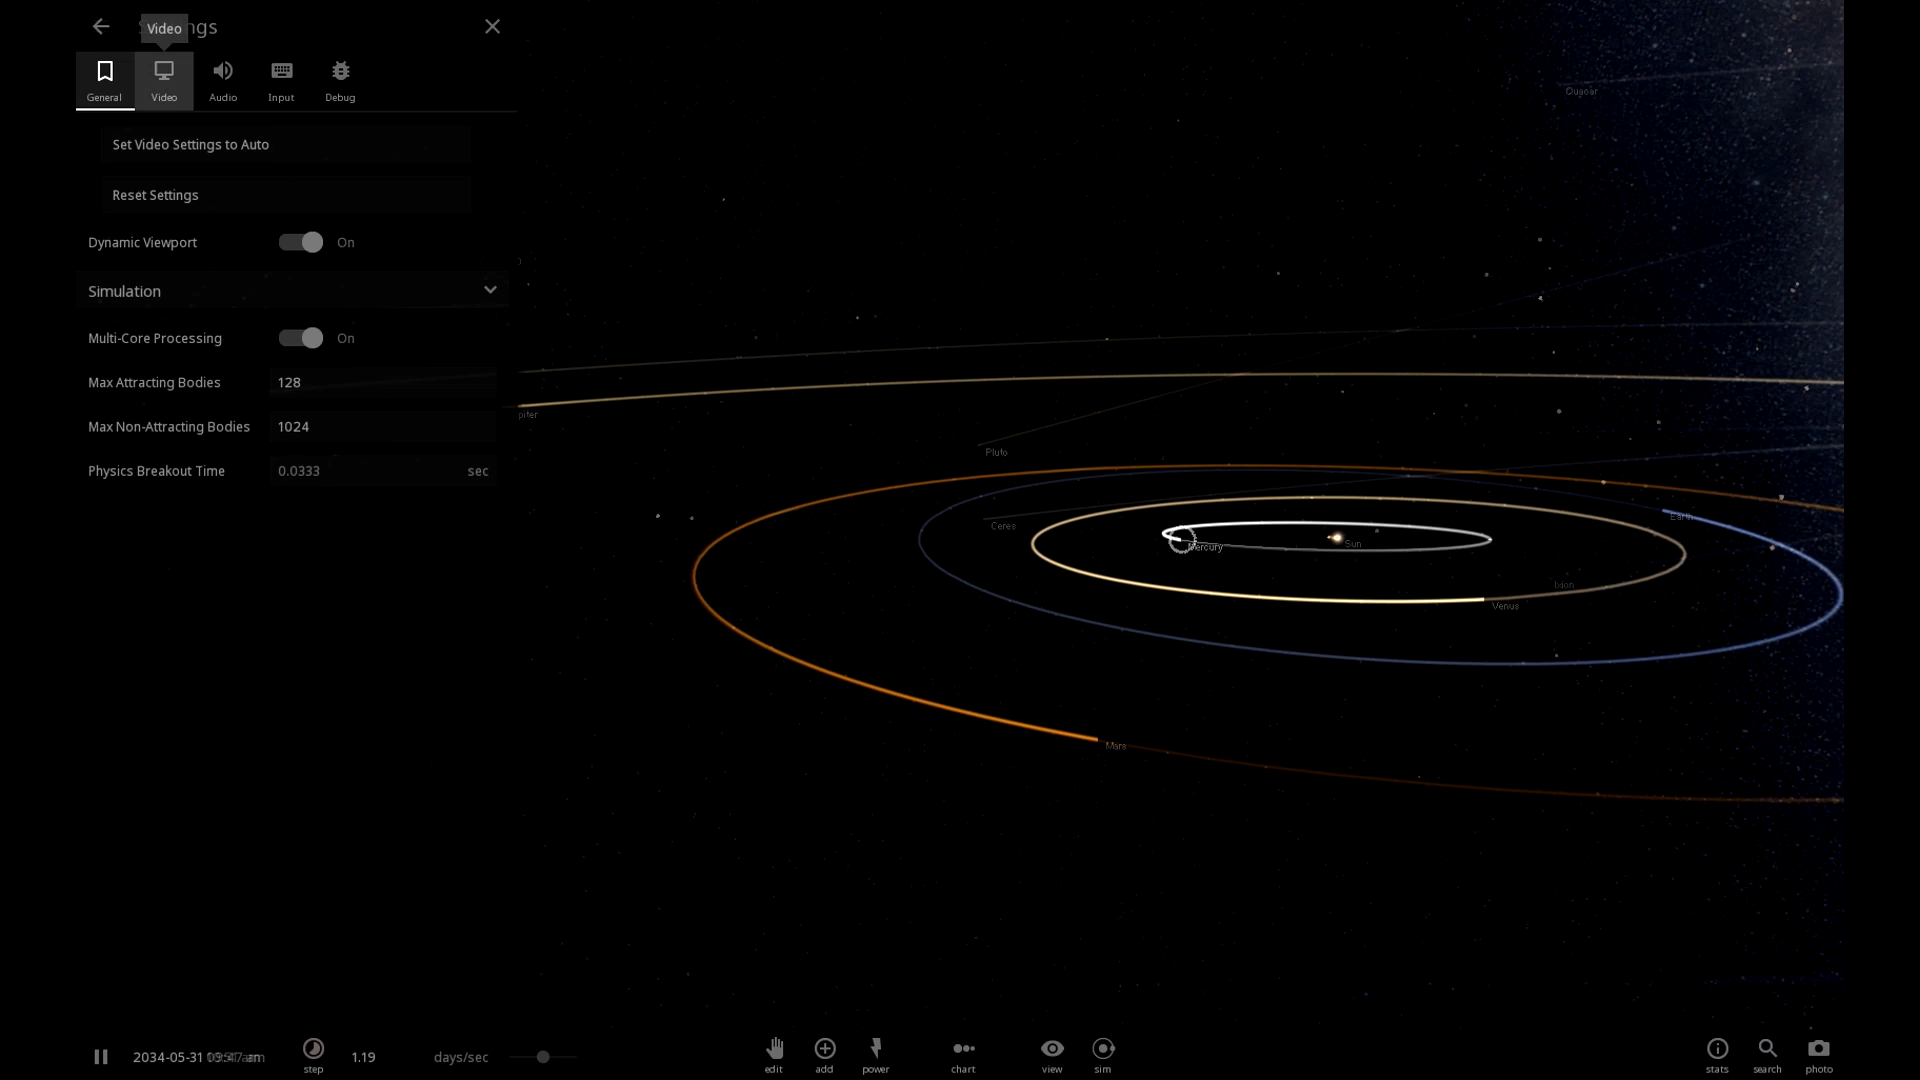 Video
General
Video
Audio
Input
Debug
Set Video Settings to Auto
Reset Settings
Dynamic Viewport
On
Simulation
Multi-Core Processing
On
Max Attracting Bodies
128
Max Non-Attracting Bodies
1024
Physics Breakout Time
0.0333
sec
Quaoar
piter
Pluto
Ceres
Earth
Mercury
Sun
Ixion
Venus
Mars
2034-05-31
step
1.19
days/sec
edit
add
power
chart
view
sim
stats
search
photo